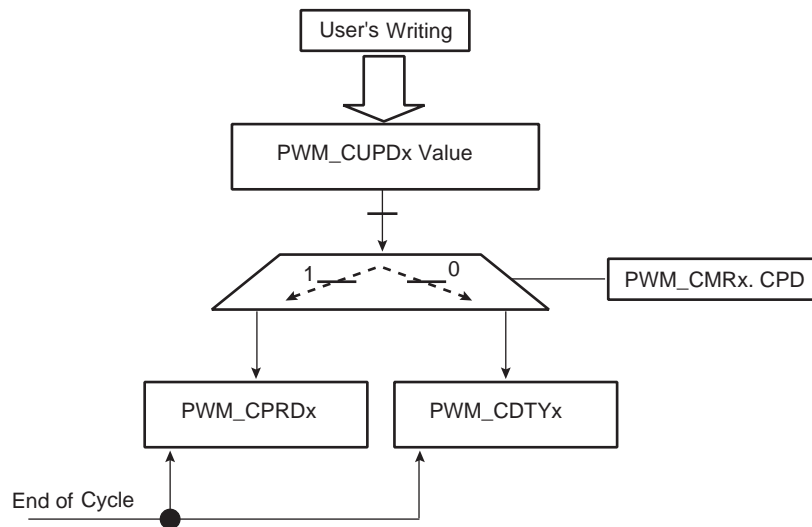 User's Writing
PWM_CUPDx Value
1
0
PWM_CMRx. CPD
PWM_CPRDx
PWM_CDTYx
End of Cycle